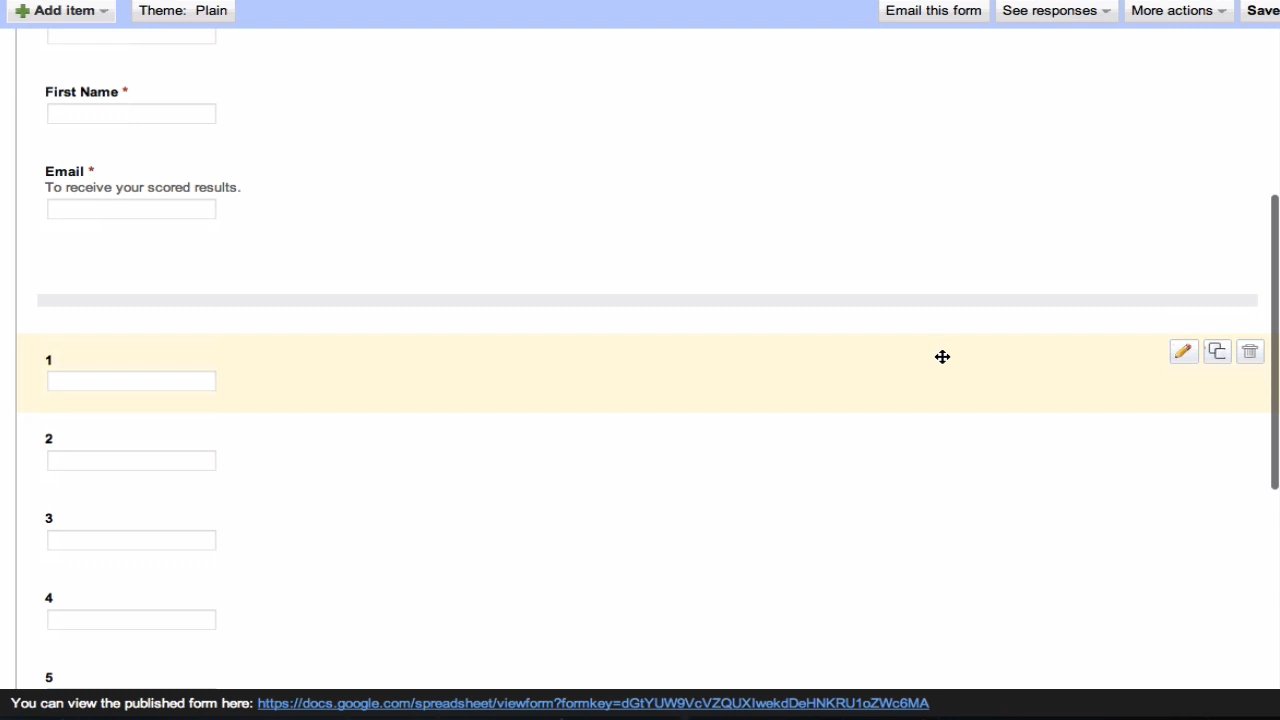 Add item
Theme: Plain
Email this form
See responses
More actions
Save
First Name *
Email *
To receive your scored results.
1
2
3
4
5
You can view the published form here: https://docs.google.com/spreadsheet/viewform?formkey=dGtYUW9VcVZQUXIwekdDeHNKRU1oZWc6MA